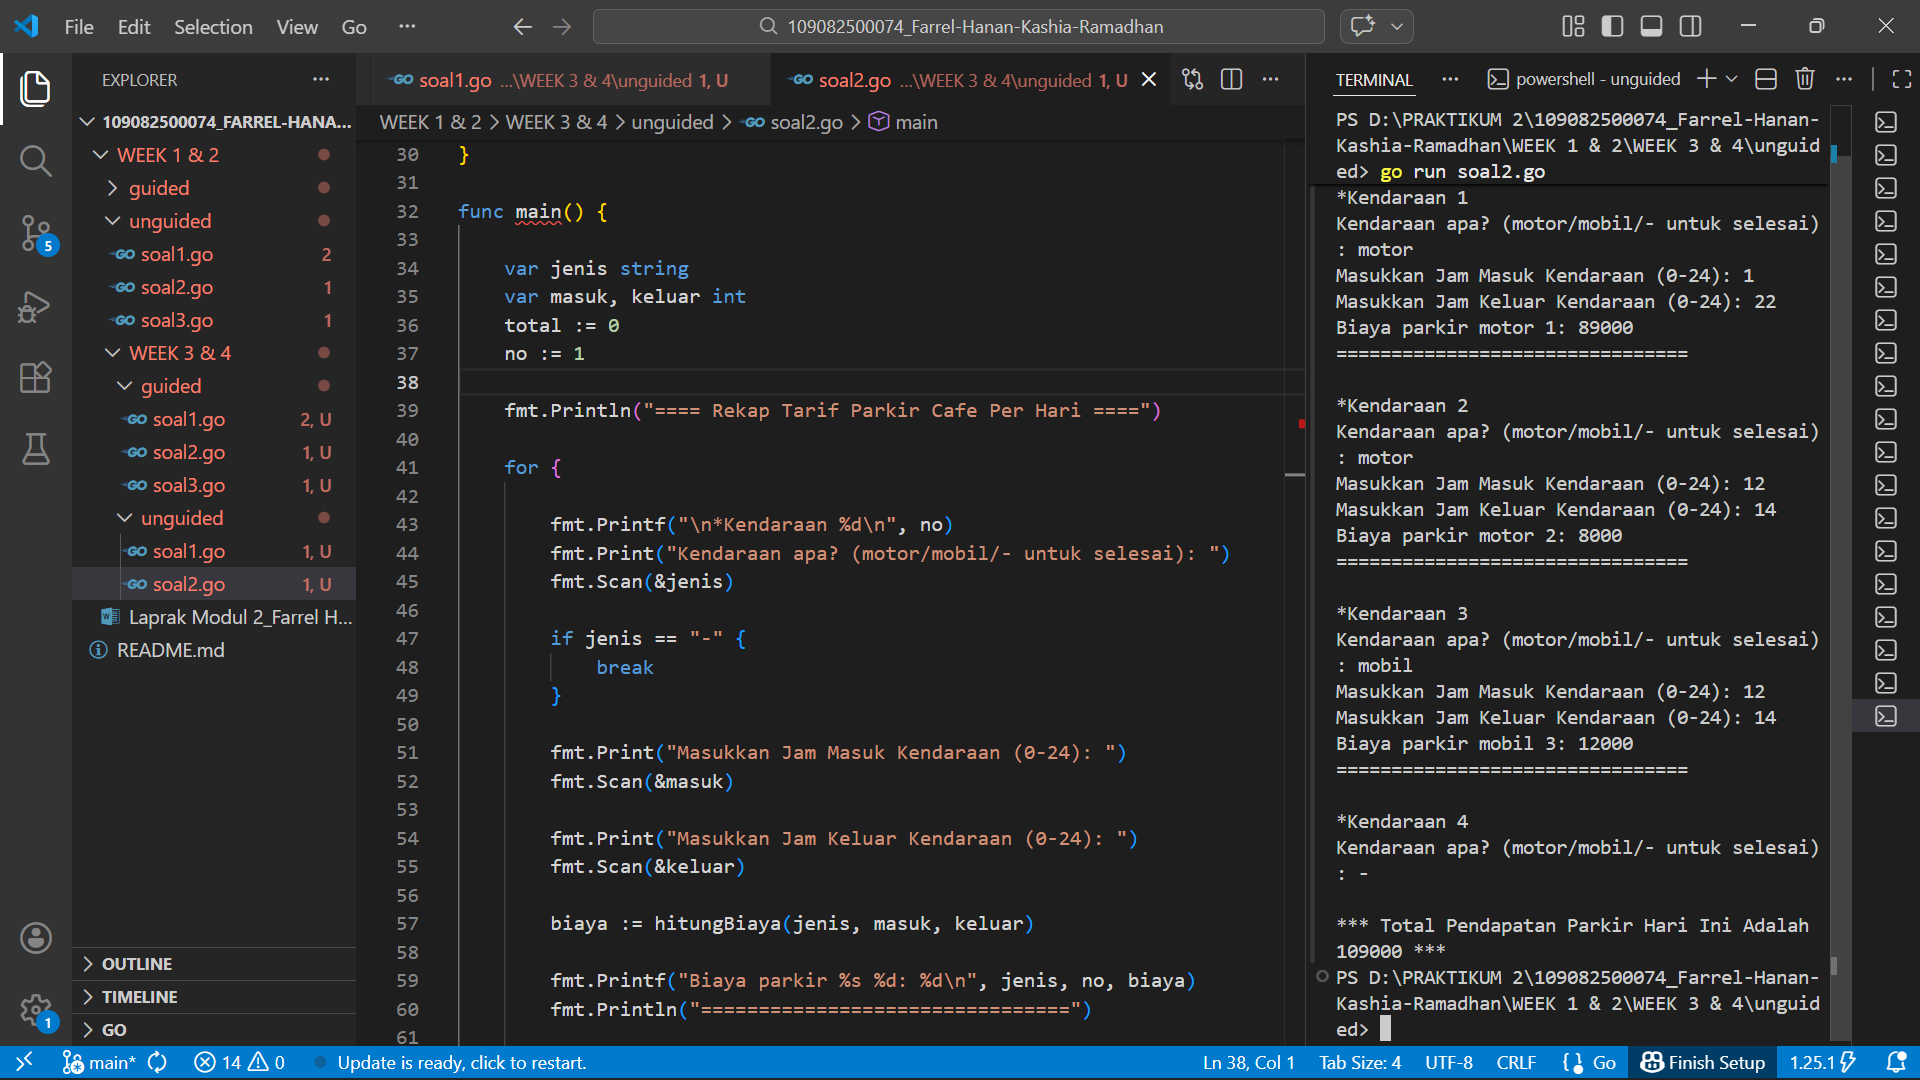 File Edit Selection View Go ···
109082500074_Farrel-Hanan-Kashia-Ramadhan
EXPLORER ···
109082500074_FARREL-HANA...
WEEK 1 & 2
guided
unguided
GO soal1.go 2
GO soal2.go 1
GO soal3.go 1
WEEK 3 & 4
guided
GO soal1.go 2, U
GO soal2.go 1, U
GO soal3.go 1, U
unguided
GO soal1.go 1, U
GO soal2.go 1, U
Laprak Modul 2_Farrel H...
README.md
OUTLINE
TIMELINE
GO
5
1
GO soal1.go ...\WEEK 3 & 4\unguided 1, U
GO soal2.go ...\WEEK 3 & 4\unguided 1, U
WEEK 1 & 2 > WEEK 3 & 4 > unguided > GO soal2.go > main
30 }
31
32 func main() {
33
34 var jenis string
35 var masuk, keluar int
36 total := 0
37 no := 1
38
39 fmt.Println("==== Rekap Tarif Parkir Cafe Per Hari ====")
40
41 for {
42
43 fmt.Printf("\n*Kendaraan %d\n", no)
44 fmt.Print("Kendaraan apa? (motor/mobil/- untuk selesai): ")
45 fmt.Scan(&jenis)
46
47 if jenis == "-" {
48 break
49 }
50
51 fmt.Print("Masukkan Jam Masuk Kendaraan (0-24): ")
52 fmt.Scan(&masuk)
53
54 fmt.Print("Masukkan Jam Keluar Kendaraan (0-24): ")
55 fmt.Scan(&keluar)
56
57 biaya := hitungBiaya(jenis, masuk, keluar)
58
59 fmt.Printf("Biaya parkir %s %d: %d\n", jenis, no, biaya)
60 fmt.Println("================================")
61
TERMINAL ··· powershell - unguided
PS D:\PRAKTIKUM 2\109082500074_Farrel-Hanan-
Kashia-Ramadhan\WEEK 1 & 2\WEEK 3 & 4\unguid
ed> go run soal2.go
*Kendaraan 1
Kendaraan apa? (motor/mobil/- untuk selesai)
: motor
Masukkan Jam Masuk Kendaraan (0-24): 1
Masukkan Jam Keluar Kendaraan (0-24): 22
Biaya parkir motor 1: 89000
================================
*Kendaraan 2
Kendaraan apa? (motor/mobil/- untuk selesai)
: motor
Masukkan Jam Masuk Kendaraan (0-24): 12
Masukkan Jam Keluar Kendaraan (0-24): 14
Biaya parkir motor 2: 8000
================================
*Kendaraan 3
Kendaraan apa? (motor/mobil/- untuk selesai)
: mobil
Masukkan Jam Masuk Kendaraan (0-24): 12
Masukkan Jam Keluar Kendaraan (0-24): 14
Biaya parkir mobil 3: 12000
================================
*Kendaraan 4
Kendaraan apa? (motor/mobil/- untuk selesai)
: -
*** Total Pendapatan Parkir Hari Ini Adalah
109000 ***
PS D:\PRAKTIKUM 2\109082500074_Farrel-Hanan-
Kashia-Ramadhan\WEEK 1 & 2\WEEK 3 & 4\unguid
ed>
main* 14 0 Update is ready, click to restart. Ln 38, Col 1 Tab Size: 4 UTF-8 CRLF {} Go Finish Setup 1.25.1